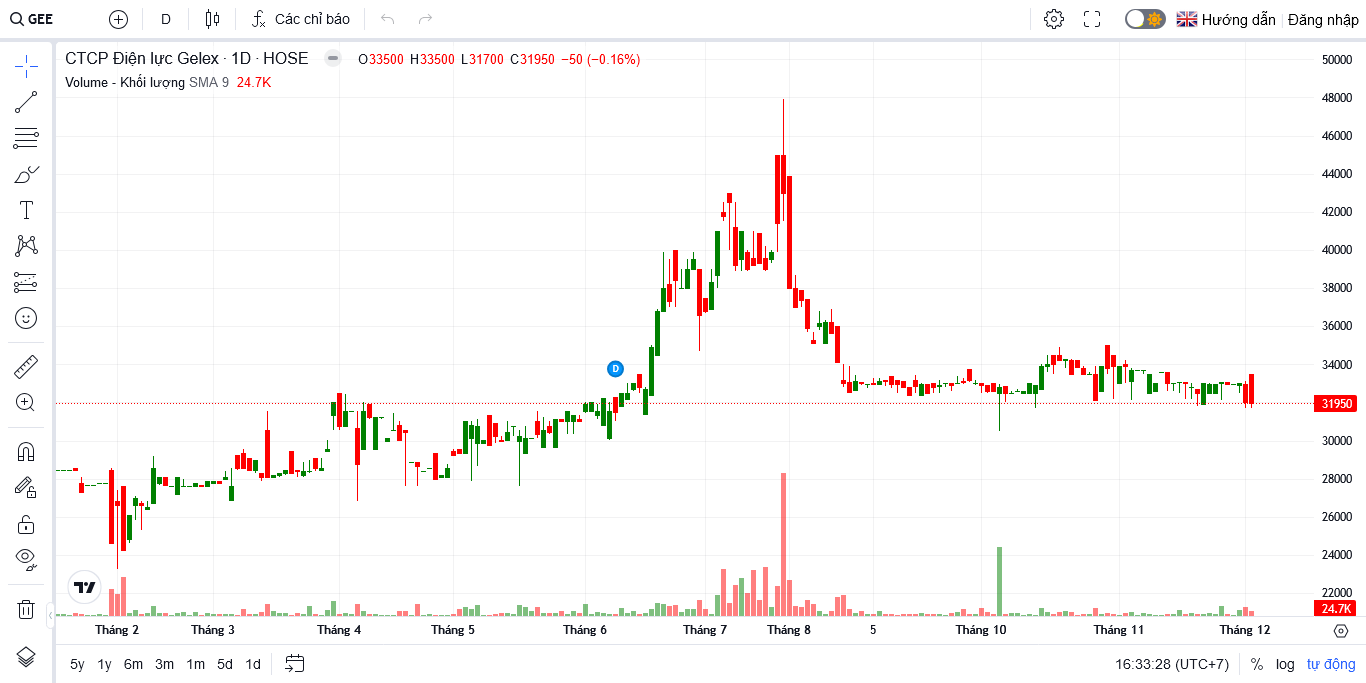 GEE D Các chỉ báo Hướng dẫn Đăng nhập
CTCP Điện lực Gelex · 1D · HOSE O33500 H33500 L31700 C31950 −50 (−0.16%)
Volume - Khối lượng SMA 9 24.7K
50000
48000
46000
44000
42000
40000
38000
36000
34000
D
31950
30000
28000
26000
24000
22000
24.7K
Tháng 2 Tháng 3 Tháng 4 Tháng 5 Tháng 6 Tháng 7 Tháng 8 5 Tháng 10 Tháng 11 Tháng 12
5y 1y 6m 3m 1m 5d 1d 16:33:28 (UTC+7) % log tự động